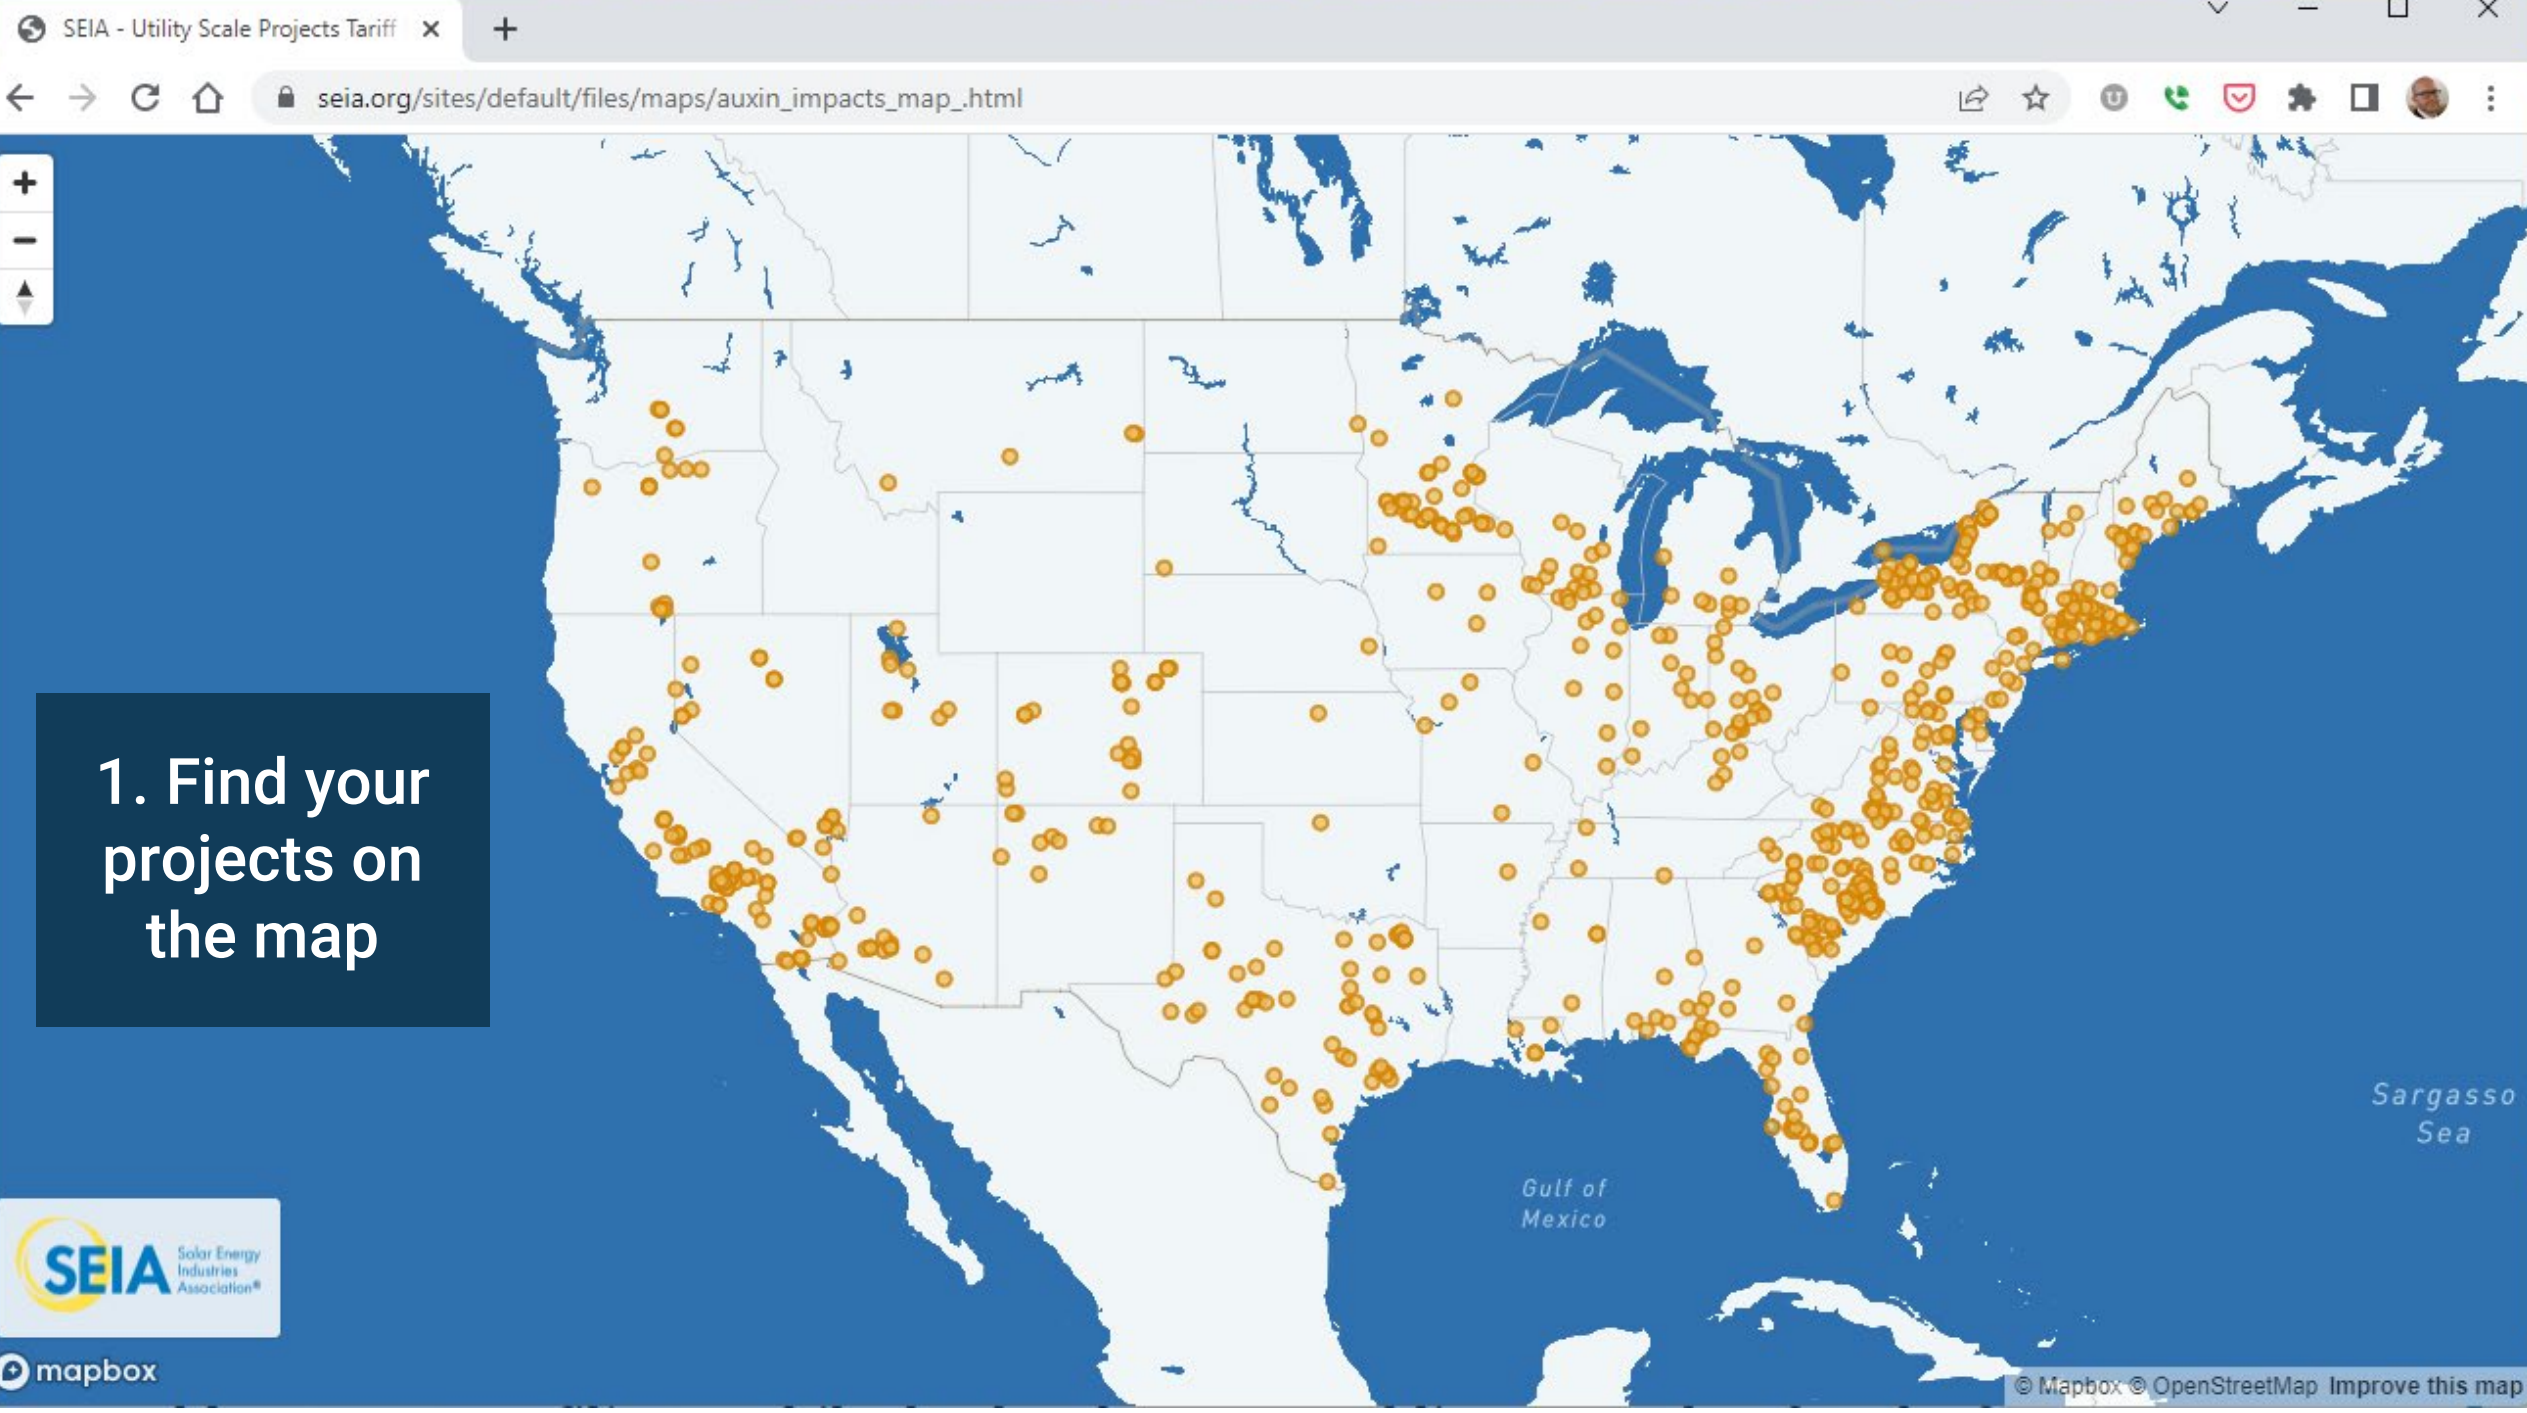 SEIA - Utility Scale Projects Tariff
seia.org/sites/default/files/maps/auxin_impacts_map_.html
1. Find your
projects on
the map
Sargasso
Sea
Gulf of
Mexico
SEIA Solar Energy
Industries
Association®
mapbox
© Mapbox © OpenStreetMap Improve this map